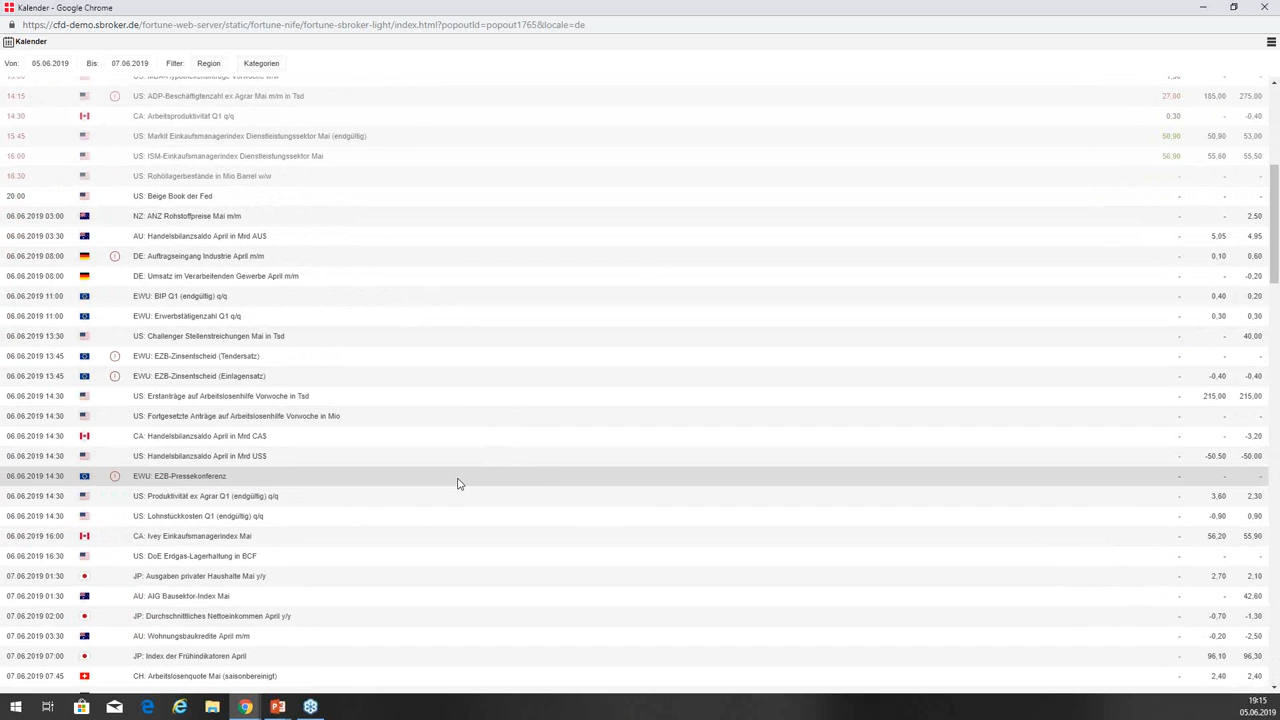 Kalender - Google Chrome
https://cfd-demo.sbroker.de/fortune-web-server/static/fortune-nife/fortune-sbroker-light/index.html?popoutId=popout1765&locale=de
Kalender
Von: 05.06.2019 Bis: 07.06.2019 Filter: Region Kategorien
14:15 US: ADP-Beschäftigtenzahl ex Agrar Mai m/m in Tsd 27,00 185,00 275,00
14:30 CA: Arbeitsproduktivität Q1 q/q 0,30 - -0,40
15:45 US: Markit Einkaufsmanagerindex Dienstleistungssektor Mai (endgültig) 50,90 50,90 53,00
16:00 US: ISM-Einkaufsmanagerindex Dienstleistungssektor Mai 56,90 55,60 55,50
16:30 US: Rohöllagerbestände in Mio Barrel w/w - - -
20:00 US: Beige Book der Fed - - -
06.06.2019 03:00 NZ: ANZ Rohstoffpreise Mai m/m - - 2,50
06.06.2019 03:30 AU: Handelsbilanzsaldo April in Mrd AU$ - 5,05 4,95
06.06.2019 08:00 DE: Auftragseingang Industrie April m/m - 0,10 0,60
06.06.2019 08:00 DE: Umsatz im Verarbeitenden Gewerbe April m/m - - -0,20
06.06.2019 11:00 EWU: BIP Q1 (endgültig) q/q - 0,40 0,20
06.06.2019 11:00 EWU: Erwerbstätigenzahl Q1 q/q - 0,30 0,30
06.06.2019 13:30 US: Challenger Stellenstreichungen Mai in Tsd - - 40,00
06.06.2019 13:45 EWU: EZB-Zinsentscheid (Tendersatz) - - -
06.06.2019 13:45 EWU: EZB-Zinsentscheid (Einlagensatz) - -0,40 -0,40
06.06.2019 14:30 US: Erstanträge auf Arbeitslosenhilfe Vorwoche in Tsd - 215,00 215,00
06.06.2019 14:30 US: Fortgesetzte Anträge auf Arbeitslosenhilfe Vorwoche in Mio - - -
06.06.2019 14:30 CA: Handelsbilanzsaldo April in Mrd CA$ - - -3,20
06.06.2019 14:30 US: Handelsbilanzsaldo April in Mrd US$ - -50,50 -50,00
06.06.2019 14:30 EWU: EZB-Pressekonferenz - - -
06.06.2019 14:30 US: Produktivität ex Agrar Q1 (endgültig) q/q - 3,60 2,30
06.06.2019 14:30 US: Lohnstückkosten Q1 (endgültig) q/q - -0,90 0,90
06.06.2019 16:00 CA: Ivey Einkaufsmanagerindex Mai - 56,20 55,90
06.06.2019 16:30 US: DoE Erdgas-Lagerhaltung in BCF - - -
07.06.2019 01:30 JP: Ausgaben privater Haushalte Mai y/y - 2,70 2,10
07.06.2019 01:30 AU: AIG Bausektor-Index Mai - - 42,60
07.06.2019 02:00 JP: Durchschnittliches Nettoeinkommen April y/y - -0,70 -1,30
07.06.2019 03:30 AU: Wohnungsbaukredite April m/m - -0,20 -2,50
07.06.2019 07:00 JP: Index der Frühindikatoren April - 96,10 96,30
07.06.2019 07:45 CH: Arbeitslosenquote Mai (saisonbereinigt) - 2,40 2,40
19:15
05.06.2019